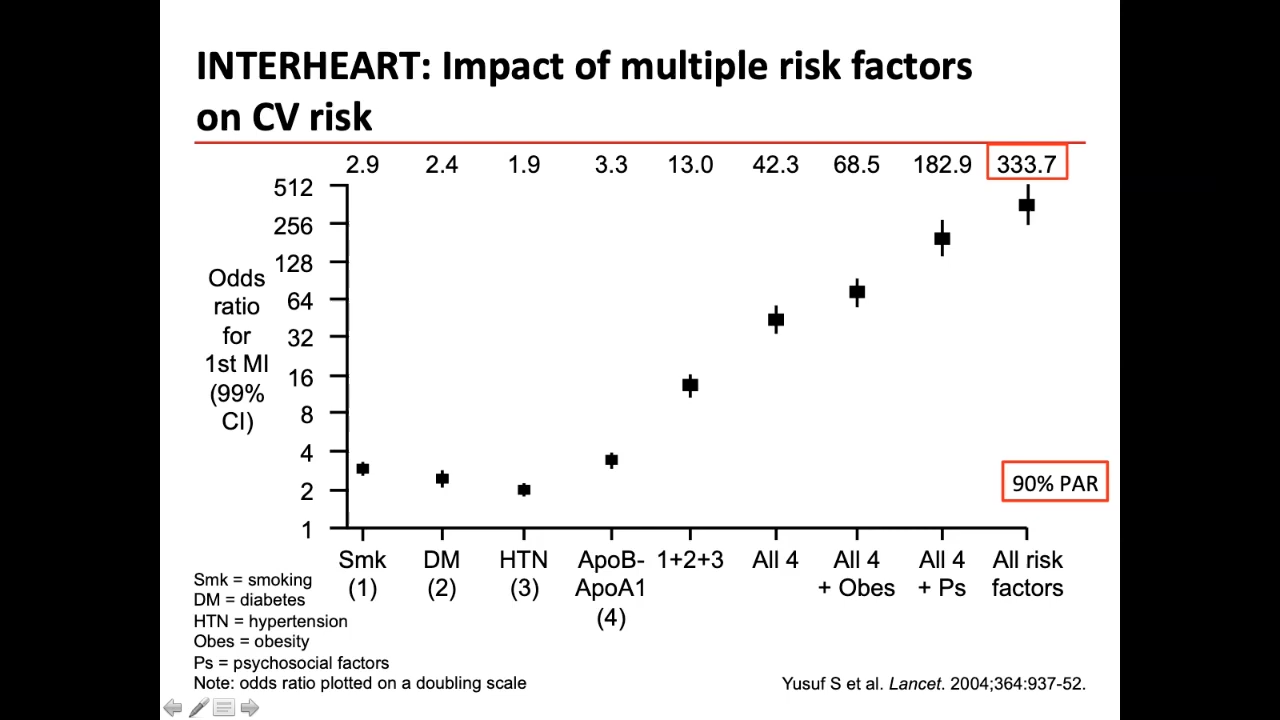 INTERHEART: Impact of multiple risk factors
on CV risk
2.9 2.4 1.9 3.3 13.0 42.3 68.5 182.9 333.7
512
256
128
64
32
16
8
4
2
1
Odds
ratio
for
1st MI
(99%
CI)
90% PAR
Smk DM HTN ApoB- 1+2+3 All 4 All 4 All 4 All risk
(1) (2) (3) ApoA1 + Obes + Ps factors
(4)
Smk = smoking
DM = diabetes
HTN = hypertension
Obes = obesity
Ps = psychosocial factors
Note: odds ratio plotted on a doubling scale
Yusuf S et al. Lancet. 2004;364:937-52.